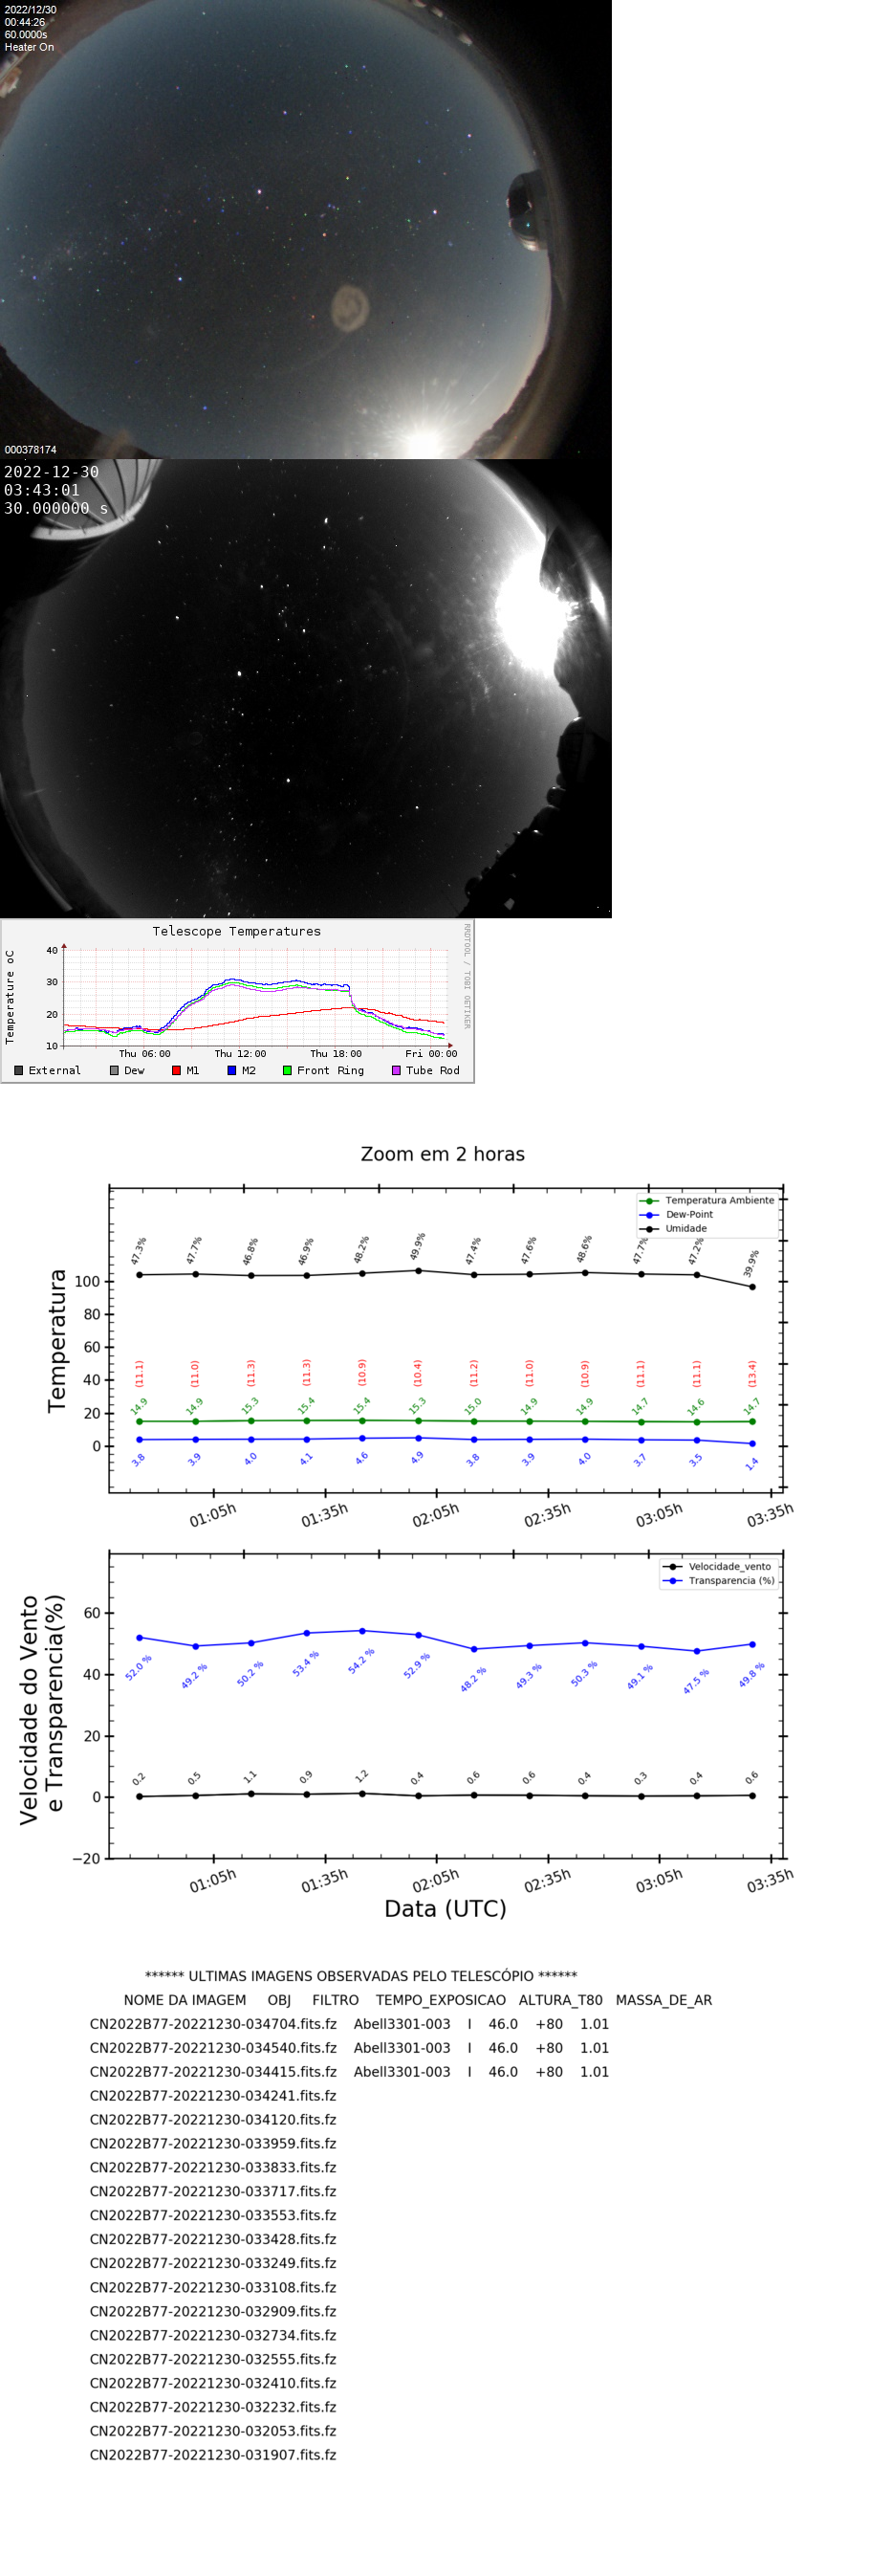 2022/12/30
00:44:26
60.0000s
Heater On
000378174
2022-12-30
03:43:01
30.000000 s
Telescope Temperatures
RRDTOOL / TOBI OETIKER
Temperature oC
40
30
20
10
Thu 06:00 Thu 12:00 Thu 18:00 Fri 00:00
External Dew M1 M2 Front Ring Tube Rod
Zoom em 2 horas
Temperatura Ambiente
Dew-Point
Umidade
Temperatura
100
80
60
40
20
0
47.3% 47.7% 46.8% 46.9% 48.2% 49.9% 47.4% 47.6% 48.6% 47.7% 47.2% 39.9%
(11.1) (11.0) (11.3) (11.3) (10.9) (10.4) (11.2) (11.0) (10.9) (11.1) (11.1) (13.4)
14.9 14.9 15.3 15.4 15.4 15.3 15.0 14.9 14.9 14.7 14.6 14.7
3.8 3.9 4.0 4.1 4.6 4.9 3.8 3.9 4.0 3.7 3.5 1.4
01:05h 01:35h 02:05h 02:35h 03:05h 03:35h
Velocidade_vento
Transparencia (%)
Velocidade do Vento
e Transparencia(%)
60
40
20
0
−20
52.0 % 49.2 % 50.2 % 53.4 % 54.2 % 52.9 % 48.2 % 49.3 % 50.3 % 49.1 % 47.5 % 49.8 %
0.2 0.5 1.1 0.9 1.2 0.4 0.6 0.6 0.4 0.3 0.4 0.6
01:05h 01:35h 02:05h 02:35h 03:05h 03:35h
Data (UTC)
****** ULTIMAS IMAGENS OBSERVADAS PELO TELESCÓPIO ******
NOME DA IMAGEM OBJ FILTRO TEMPO_EXPOSICAO ALTURA_T80 MASSA_DE_AR
CN2022B77-20221230-034704.fits.fz Abell3301-003 I 46.0 +80 1.01
CN2022B77-20221230-034540.fits.fz Abell3301-003 I 46.0 +80 1.01
CN2022B77-20221230-034415.fits.fz Abell3301-003 I 46.0 +80 1.01
CN2022B77-20221230-034241.fits.fz
CN2022B77-20221230-034120.fits.fz
CN2022B77-20221230-033959.fits.fz
CN2022B77-20221230-033833.fits.fz
CN2022B77-20221230-033717.fits.fz
CN2022B77-20221230-033553.fits.fz
CN2022B77-20221230-033428.fits.fz
CN2022B77-20221230-033249.fits.fz
CN2022B77-20221230-033108.fits.fz
CN2022B77-20221230-032909.fits.fz
CN2022B77-20221230-032734.fits.fz
CN2022B77-20221230-032555.fits.fz
CN2022B77-20221230-032410.fits.fz
CN2022B77-20221230-032232.fits.fz
CN2022B77-20221230-032053.fits.fz
CN2022B77-20221230-031907.fits.fz